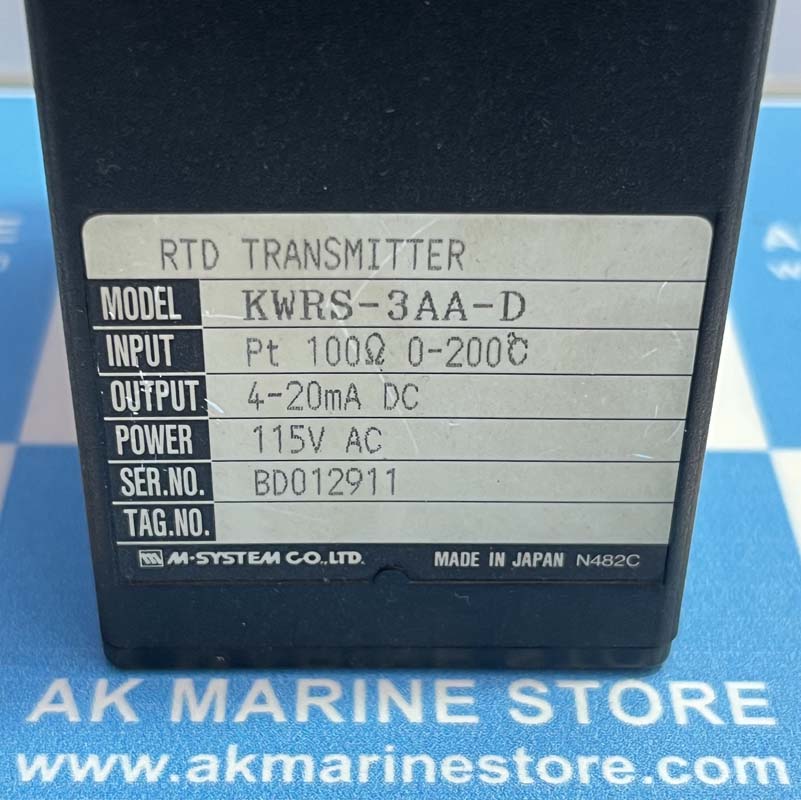 RTD TRANSMITTER
MODEL KWRS-3AA-D
INPUT Pt 100Ω 0-200℃
OUTPUT 4-20mA DC
POWER 115V AC
SER.NO. BD012911
TAG.NO.
M-SYSTEM CO.,LTD. MADE IN JAPAN N482C
AK MARINE STORE
www.akmarinestore.com